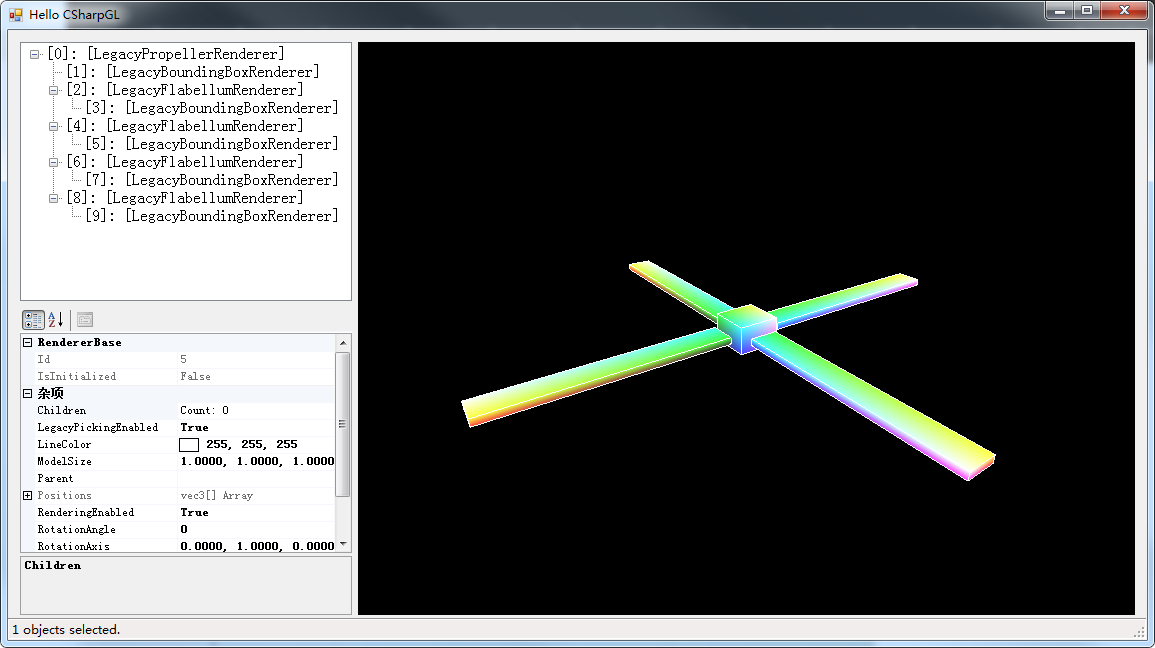 Hello CSharpGL
[0]: [LegacyPropellerRenderer]
[1]: [LegacyBoundingBoxRenderer]
[2]: [LegacyFlabellumRenderer]
[3]: [LegacyBoundingBoxRenderer]
[4]: [LegacyFlabellumRenderer]
[5]: [LegacyBoundingBoxRenderer]
[6]: [LegacyFlabellumRenderer]
[7]: [LegacyBoundingBoxRenderer]
[8]: [LegacyFlabellumRenderer]
[9]: [LegacyBoundingBoxRenderer]
A
Z
RendererBase
Id 5
IsInitialized False
杂项
Children Count: 0
LegacyPickingEnabled True
LineColor 255, 255, 255
ModelSize 1.0000, 1.0000, 1.0000
Parent
Positions vec3[] Array
RenderingEnabled True
RotationAngle 0
RotationAxis 0.0000, 1.0000, 0.0000
Children
1 objects selected.